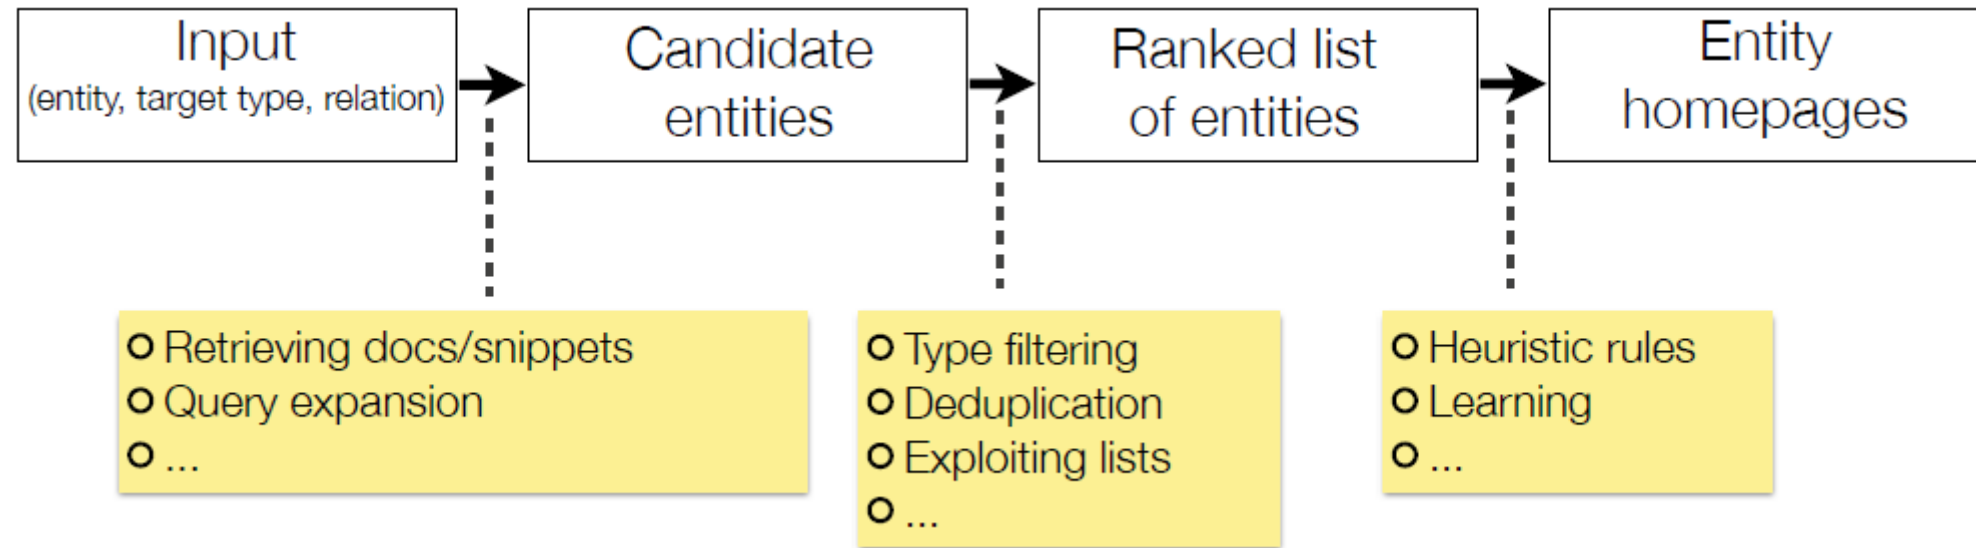 Input
(entity, target type, relation)
Candidate
entities
Ranked list
of entities
Entity
homepages
Retrieving docs/snippets
Query expansion
...
Type filtering
Deduplication
Exploiting lists
...
Heuristic rules
Learning
...